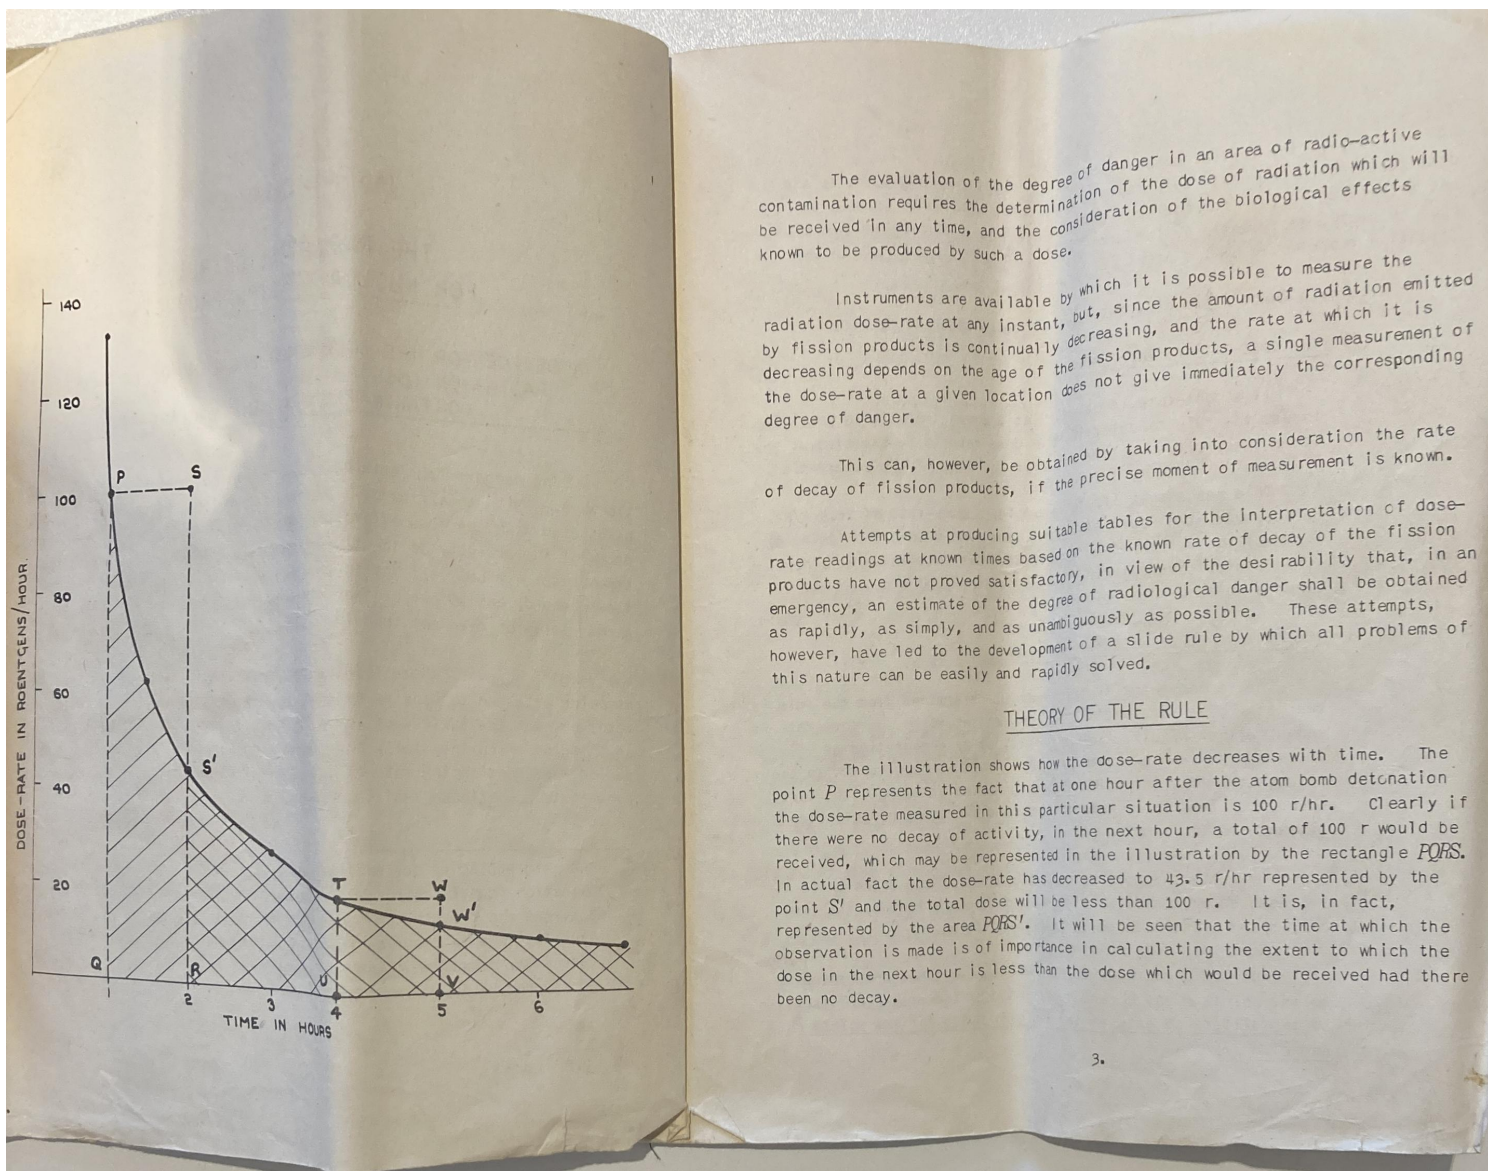 140
120
100
80
60
40
20
DOSE-RATE IN ROENTGENS/HOUR.
P
S
S'
T
W
W'
Q
R
U
V
2
3
4
5
6
TIME IN HOURS
The evaluation of the degree of danger in an area of radio-active
contamination requires the determination of the dose of radiation which will
be received in any time, and the consideration of the biological effects
known to be produced by such a dose.
Instruments are available by which it is possible to measure the
radiation dose-rate at any instant, but, since the amount of radiation emitted
by fission products is continually decreasing, and the rate at which it is
decreasing depends on the age of the fission products, a single measurement of
the dose-rate at a given location does not give immediately the corresponding
degree of danger.
This can, however, be obtained by taking into consideration the rate
of decay of fission products, if the precise moment of measurement is known.
Attempts at producing suitable tables for the interpretation of dose-
rate readings at known times based on the known rate of decay of the fission
products have not proved satisfactory, in view of the desirability that, in an
emergency, an estimate of the degree of radiological danger shall be obtained
as rapidly, as simply, and as unambiguously as possible. These attempts,
however, have led to the development of a slide rule by which all problems of
this nature can be easily and rapidly solved.
THEORY OF THE RULE
The illustration shows how the dose-rate decreases with time. The
point P represents the fact that at one hour after the atom bomb detonation
the dose-rate measured in this particular situation is 100 r/hr. Clearly if
there were no decay of activity, in the next hour, a total of 100 r would be
received, which may be represented in the illustration by the rectangle PQRS.
In actual fact the dose-rate has decreased to 43.5 r/hr represented by the
point S' and the total dose will be less than 100 r. It is, in fact,
represented by the area PQRS'. It will be seen that the time at which the
observation is made is of importance in calculating the extent to which the
dose in the next hour is less than the dose which would be received had there
been no decay.
3.